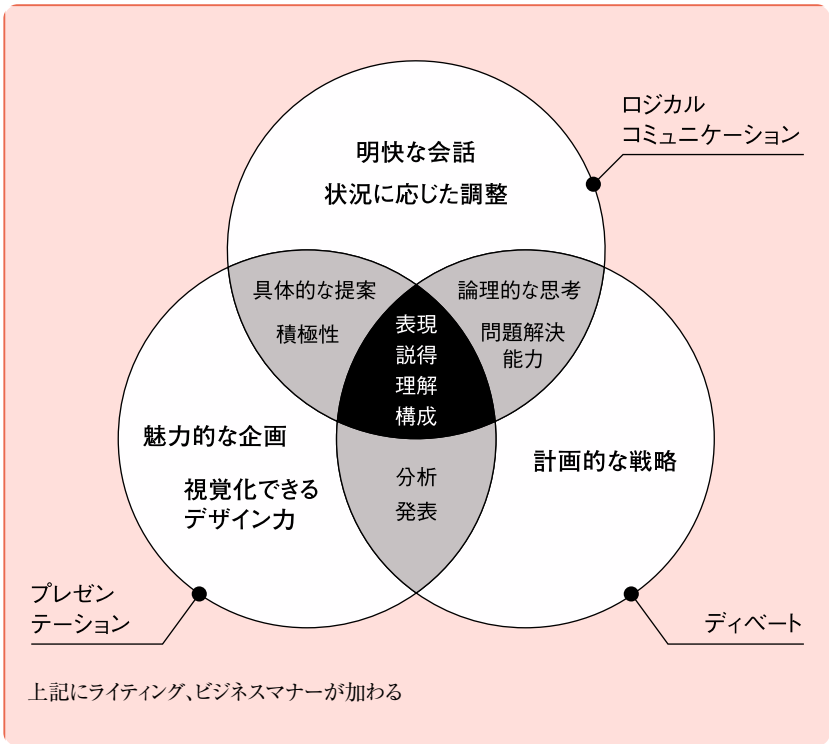 ロジカル
コミュニケーション
明快な会話
状況に応じた調整
具体的な提案
積極性
論理的な思考
問題解決
能力
表現
説得
理解
構成
魅力的な企画
視覚化できる
デザイン力
計画的な戦略
分析
発表
プレゼン
テーション
ディベート
上記にライティング、ビジネスマナーが加わる